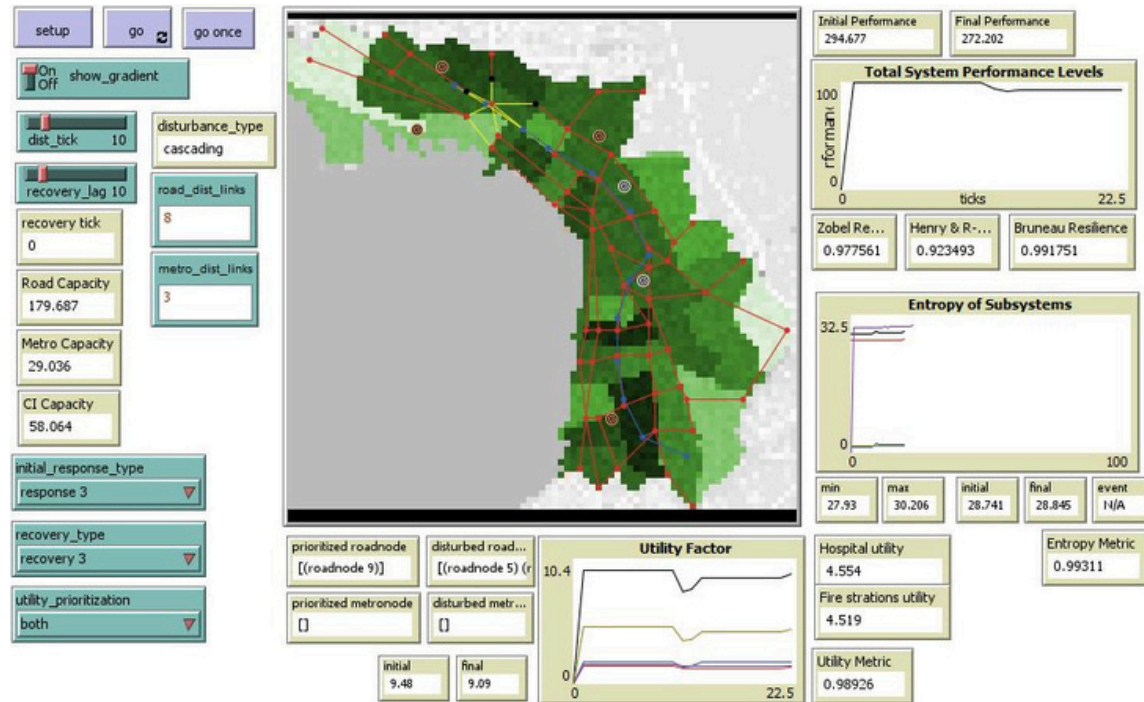 setup
go
go once
On
Off
show_gradient
dist_tick 10
disturbance_type
cascading
recovery_lag 10
road_dist_links
8
recovery tick
0
metro_dist_links
3
Road Capacity
179.687
Metro Capacity
29.036
CI Capacity
58.064
initial_response_type
response 3
recovery_type
recovery 3
utility_prioritization
both
Initial Performance
294.677
Final Performance
272.202
Total System Performance Levels
100
rformanc
0
ticks
22.5
Zobel Re...
0.977561
Henry & R-...
0.923493
Bruneau Resilience
0.991751
Entropy of Subsystems
32.5
0
0
100
min
27.93
max
30.206
initial
28.741
final
28.845
event
N/A
prioritized roadnode
[(roadnode 9)]
disturbed road...
[(roadnode 5) (r
prioritized metronode
[]
disturbed metr...
[]
initial
9.48
final
9.09
Utility Factor
10.4
0
0
22.5
Hospital utility
4.554
Fire strations utility
4.519
Utility Metric
0.98926
Entropy Metric
0.99311